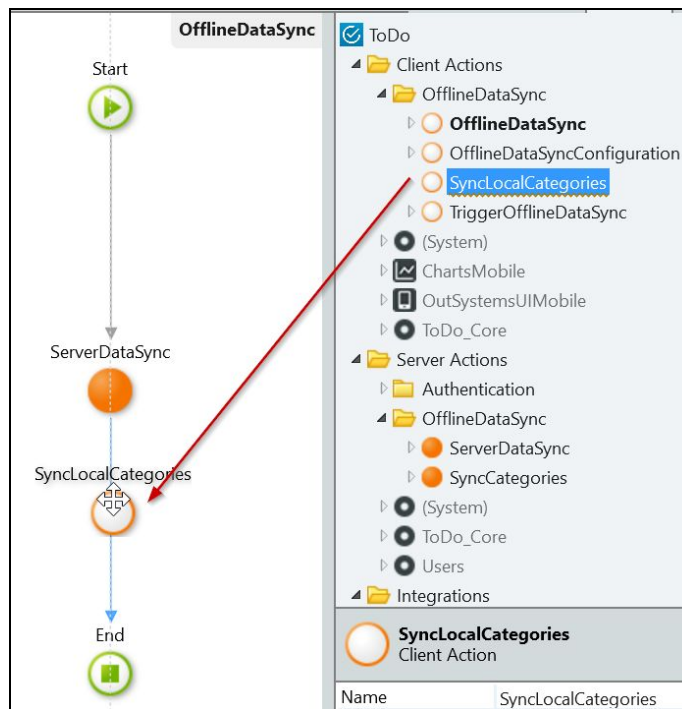 OfflineDataSync
Start
ServerDataSync
SyncLocalCategories
End
ToDo
Client Actions
OfflineDataSync
OfflineDataSync
OfflineDataSyncConfiguration
SyncLocalCategories
TriggerOfflineDataSync
(System)
ChartsMobile
OutSystemsUIMobile
ToDo_Core
Server Actions
Authentication
OfflineDataSync
ServerDataSync
SyncCategories
(System)
ToDo_Core
Users
Integrations
SyncLocalCategories
Client Action
Name SyncLocalCategories